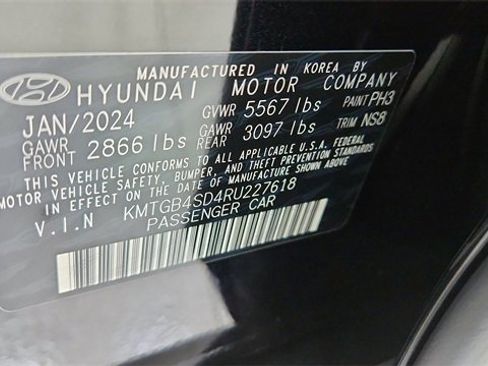 MANUFACTURED IN KOREA BY
HYUNDAI MOTOR COMPANY
JAN/2024 GVWR 5567 lbs PAINT PH3
GAWR FRONT 2866 lbs GAWR REAR 3097 lbs TRIM NS8
THIS VEHICLE CONFORMS TO ALL APPLICABLE U.S.A. FEDERAL
MOTOR VEHICLE SAFETY, BUMPER, AND THEFT PREVENTION STANDARDS
IN EFFECT ON THE DATE OF MANUFACTURE SHOWN ABOVE.
V.I.N KMTGB4SD4RU227618
PASSENGER CAR